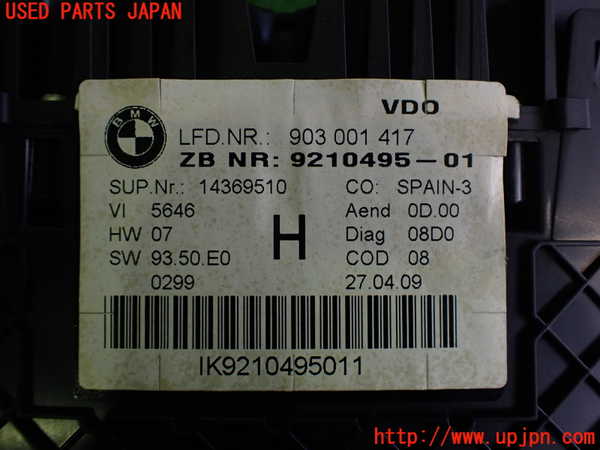 USED PARTS JAPAN
BMW
VDO
LFD.NR.: 903 001 417
ZB NR: 9210495-01
SUP.Nr.: 14369510 CO: SPAIN-3
VI 5646 Aend 0D.00
HW 07 H Diag 08D0
SW 93.50.E0 COD 08
0299 27.04.09
IK9210495011
http://www.upjpn.com/